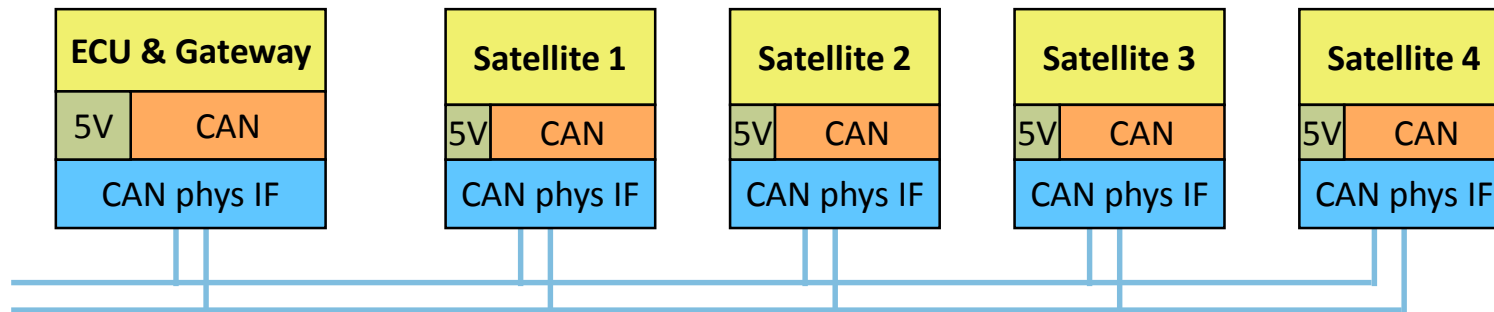 ECU & Gateway
5V CAN
CAN phys IF
Satellite 1
5V CAN
CAN phys IF
Satellite 2
5V CAN
CAN phys IF
Satellite 3
5V CAN
CAN phys IF
Satellite 4
5V CAN
CAN phys IF